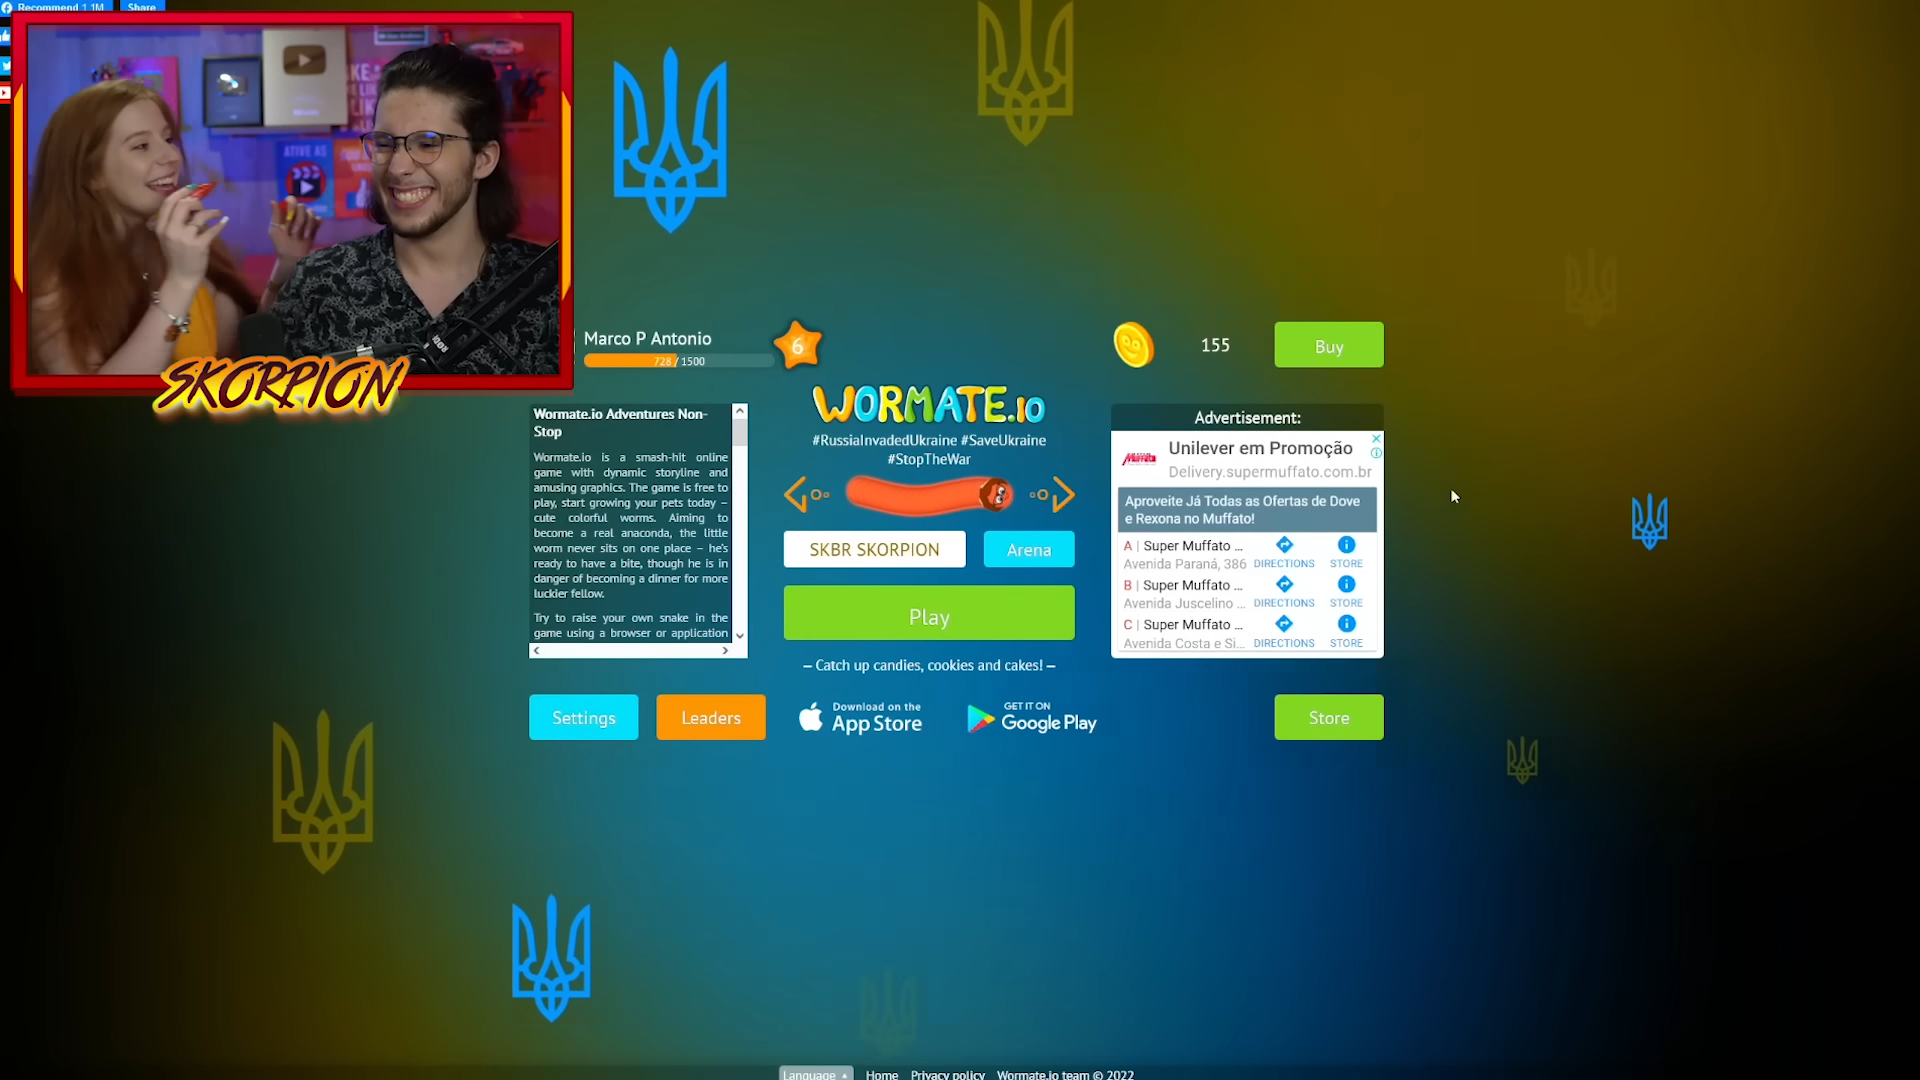 Recommend 1.1M
Share
SKORPION
ATIVE AS
Marco P Antonio
728 / 1500
6
155
Buy
Wormate.io Adventures Non-
Stop
Wormate.io is a smash-hit online
game with dynamic storyline and
amusing graphics. The game is free to
play, start growing your pets today –
cute colorful worms. Aiming to
become a real anaconda, the little
worm never sits on one place – he's
ready to have a bite, though he is in
danger of becoming a dinner for more
luckier fellow.
Try to raise your own snake in the
game using a browser or application
WORMATE.IO
#RussiaInvadedUkraine #SaveUkraine
#StopTheWar
SKBR SKORPION
Arena
Play
– Catch up candies, cookies and cakes! –
Advertisement:
Muffato
Unilever em Promoção
Delivery.supermuffato.com.br
Aproveite Já Todas as Ofertas de Dove
e Rexona no Muffato!
A | Super Muffato ...
Avenida Paraná, 386
DIRECTIONS
STORE
B | Super Muffato ...
Avenida Juscelino ...
DIRECTIONS
STORE
C | Super Muffato ...
Avenida Costa e Si...
DIRECTIONS
STORE
Settings
Leaders
Download on the
App Store
GET IT ON
Google Play
Store
Language
Home
Privacy policy
Wormate.io team © 2022